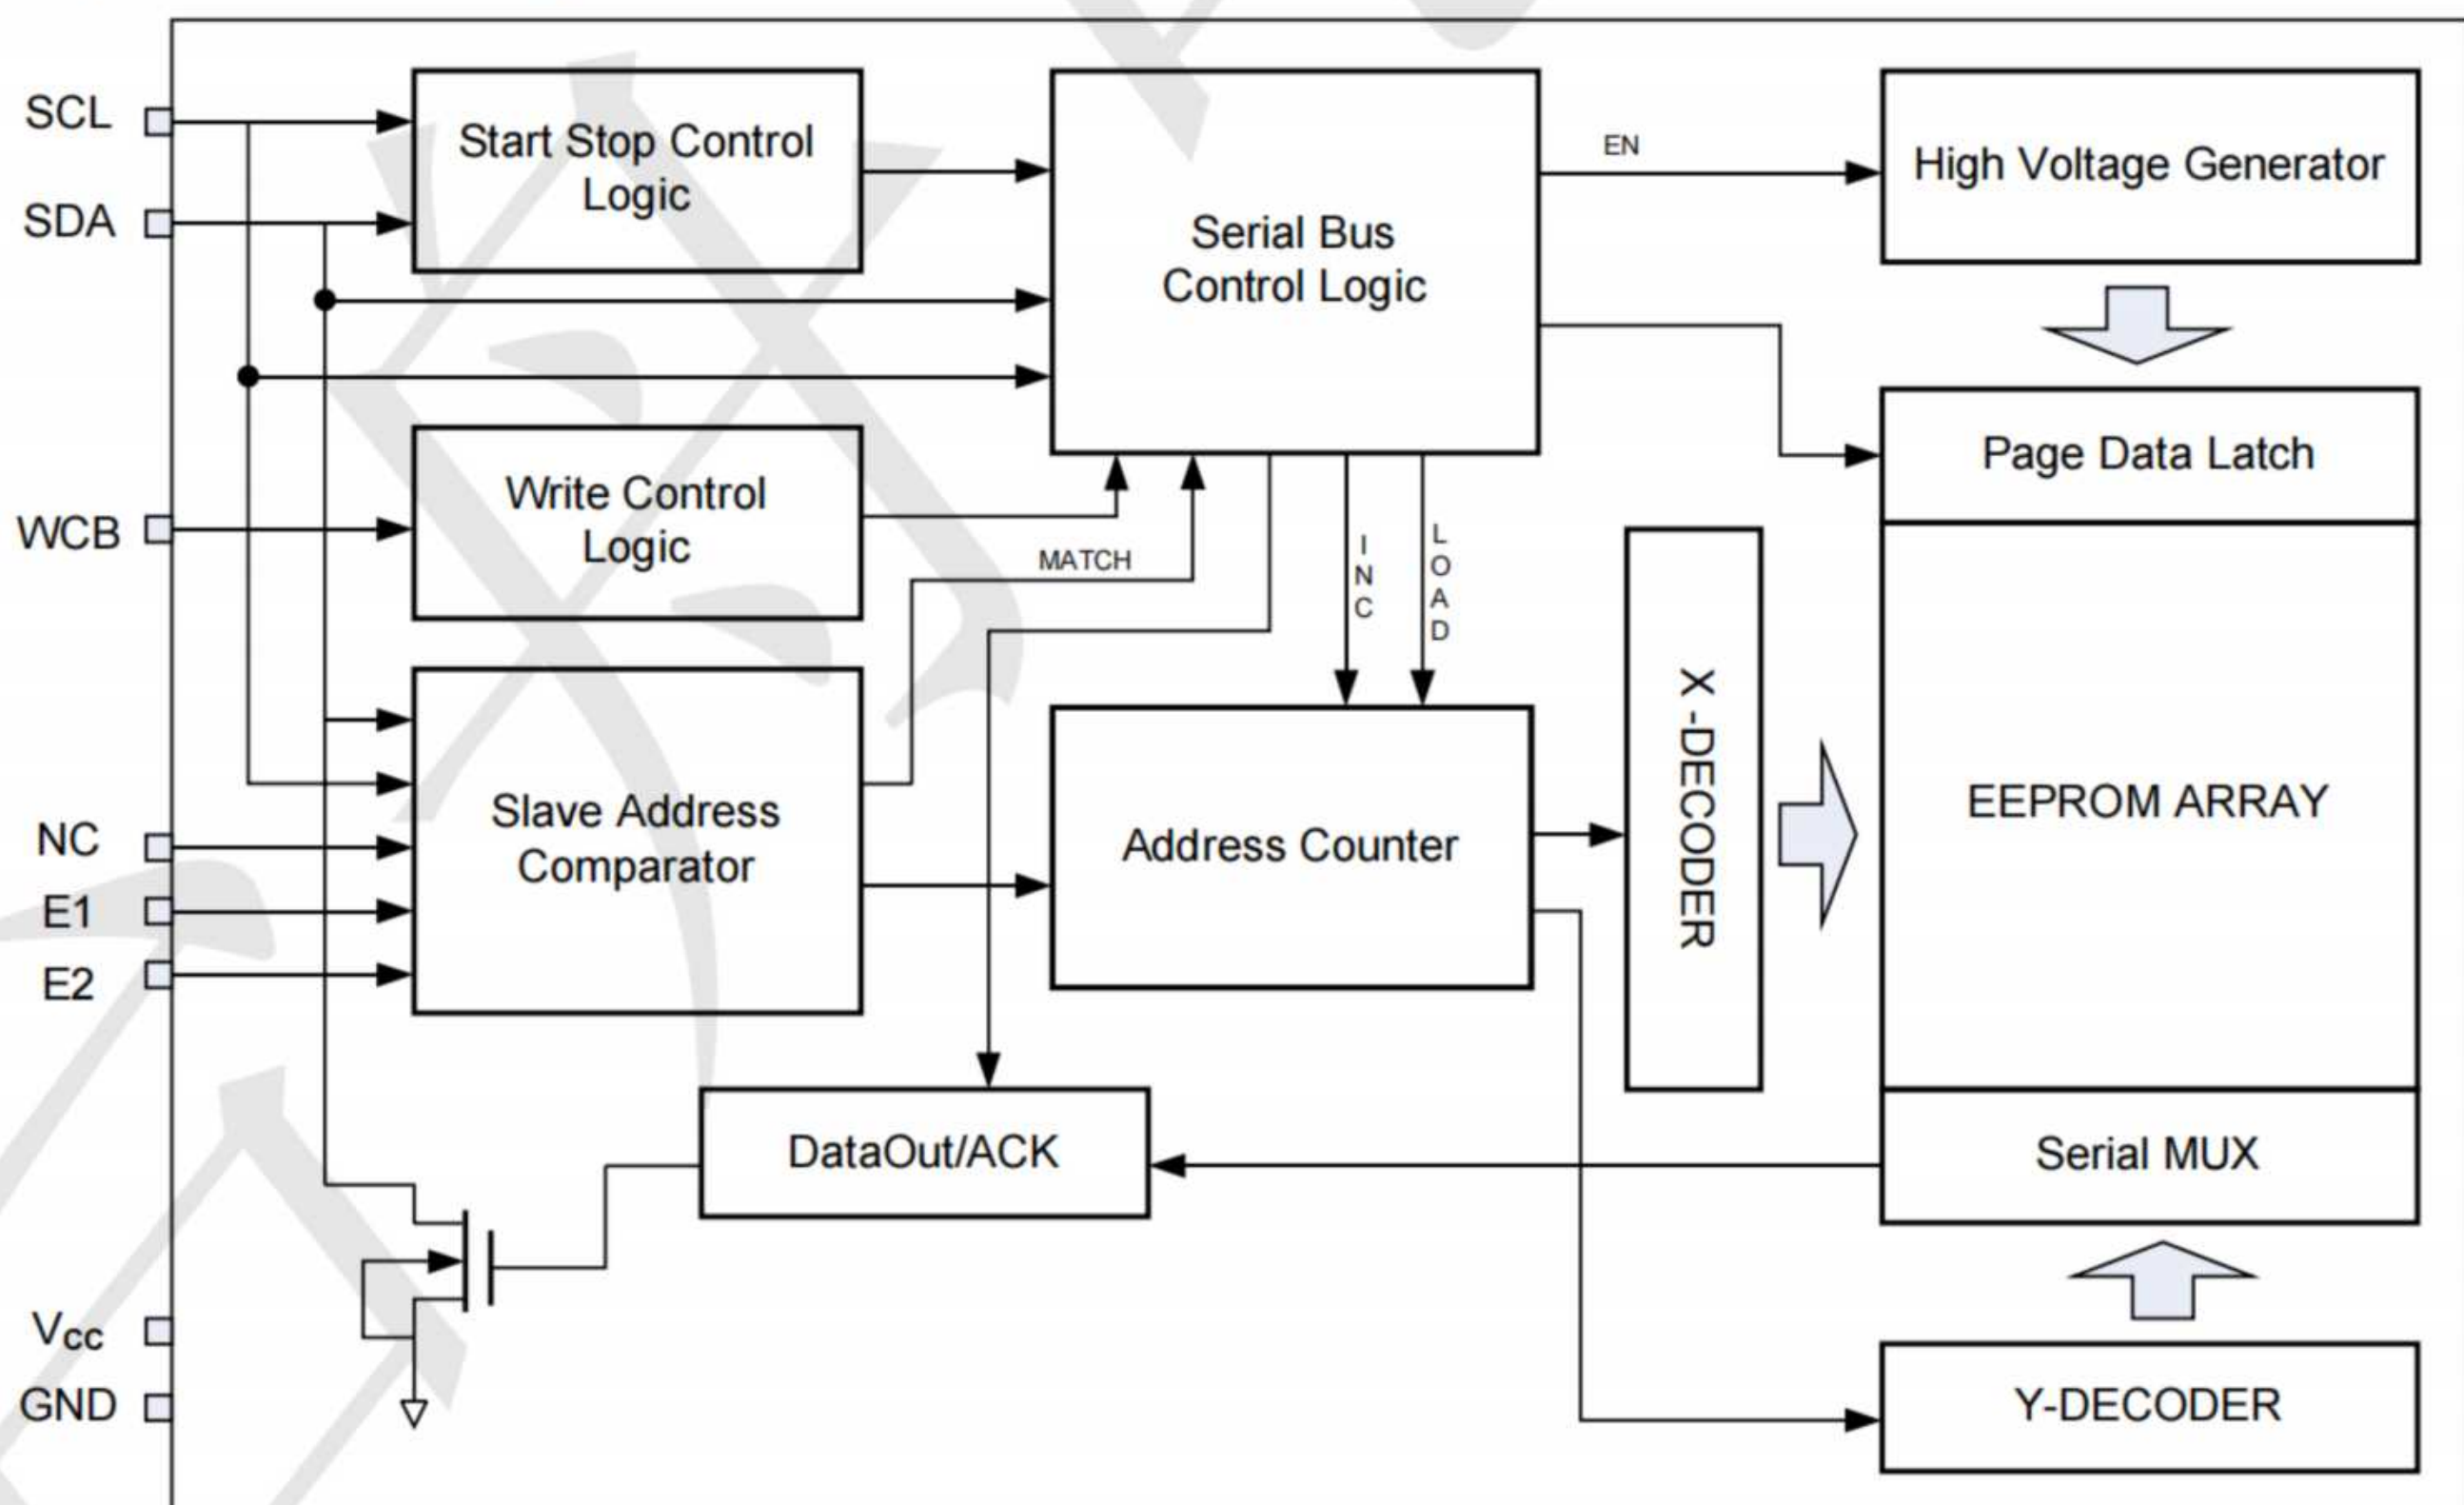 SCL
SDA
WCB
NC
E1
E2
Vcc
GND
Start Stop Control
Logic
Write Control
Logic
Slave Address
Comparator
Serial Bus
Control Logic
MATCH
INC
LOAD
Address Counter
DataOut/ACK
EN
X -DECODER
High Voltage Generator
Page Data Latch
EEPROM ARRAY
Serial MUX
Y-DECODER